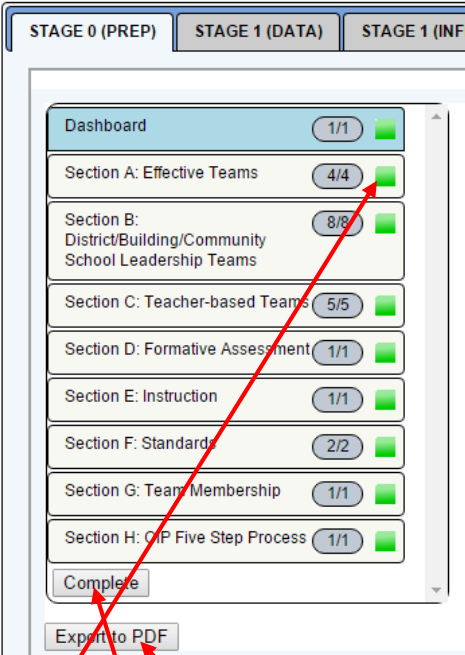 STAGE 0 (PREP) STAGE 1 (DATA) STAGE 1 (INF
Dashboard 1/1
Section A: Effective Teams 4/4
Section B: 8/8
District/Building/Community
School Leadership Teams
Section C: Teacher-based Teams 5/5
Section D: Formative Assessment 1/1
Section E: Instruction 1/1
Section F: Standards 2/2
Section G: Team Membership 1/1
Section H: OIP Five Step Process 1/1
Complete
Export to PDF